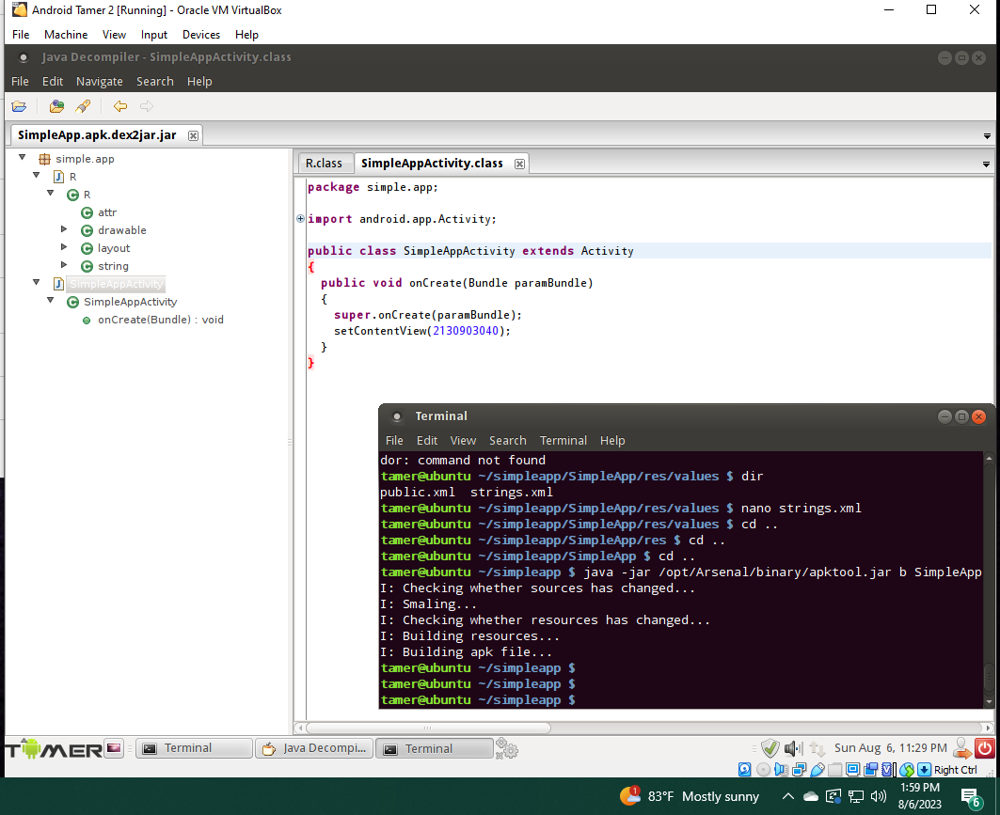 Android Tamer 2 [Running] - Oracle VM VirtualBox
File Machine View Input Devices Help
Java Decompiler - SimpleAppActivity.class
File Edit Navigate Search Help
SimpleApp.apk.dex2jar.jar
simple.app
J R
C R
C attr
C drawable
C layout
C string
J SimpleAppActivity
C SimpleAppActivity
onCreate(Bundle) : void
R.class SimpleAppActivity.class
package simple.app;
import android.app.Activity;
public class SimpleAppActivity extends Activity
{
public void onCreate(Bundle paramBundle)
{
super.onCreate(paramBundle);
setContentView(2130903040);
}
}
Terminal
File Edit View Search Terminal Help
dor: command not found
tamer@ubuntu ~/simpleapp/SimpleApp/res/values $ dir
public.xml  strings.xml
tamer@ubuntu ~/simpleapp/SimpleApp/res/values $ nano strings.xml
tamer@ubuntu ~/simpleapp/SimpleApp/res/values $ cd ..
tamer@ubuntu ~/simpleapp/SimpleApp/res $ cd ..
tamer@ubuntu ~/simpleapp/SimpleApp $ cd ..
tamer@ubuntu ~/simpleapp $ java -jar /opt/Arsenal/binary/apktool.jar b SimpleApp
I: Checking whether sources has changed...
I: Smaling...
I: Checking whether resources has changed...
I: Building resources...
I: Building apk file...
tamer@ubuntu ~/simpleapp $
tamer@ubuntu ~/simpleapp $
tamer@ubuntu ~/simpleapp $
TAMER Terminal Java Decompi... Terminal Sun Aug 6, 11:29 PM
Right Ctrl
83°F Mostly sunny 1:59 PM
8/6/2023 6